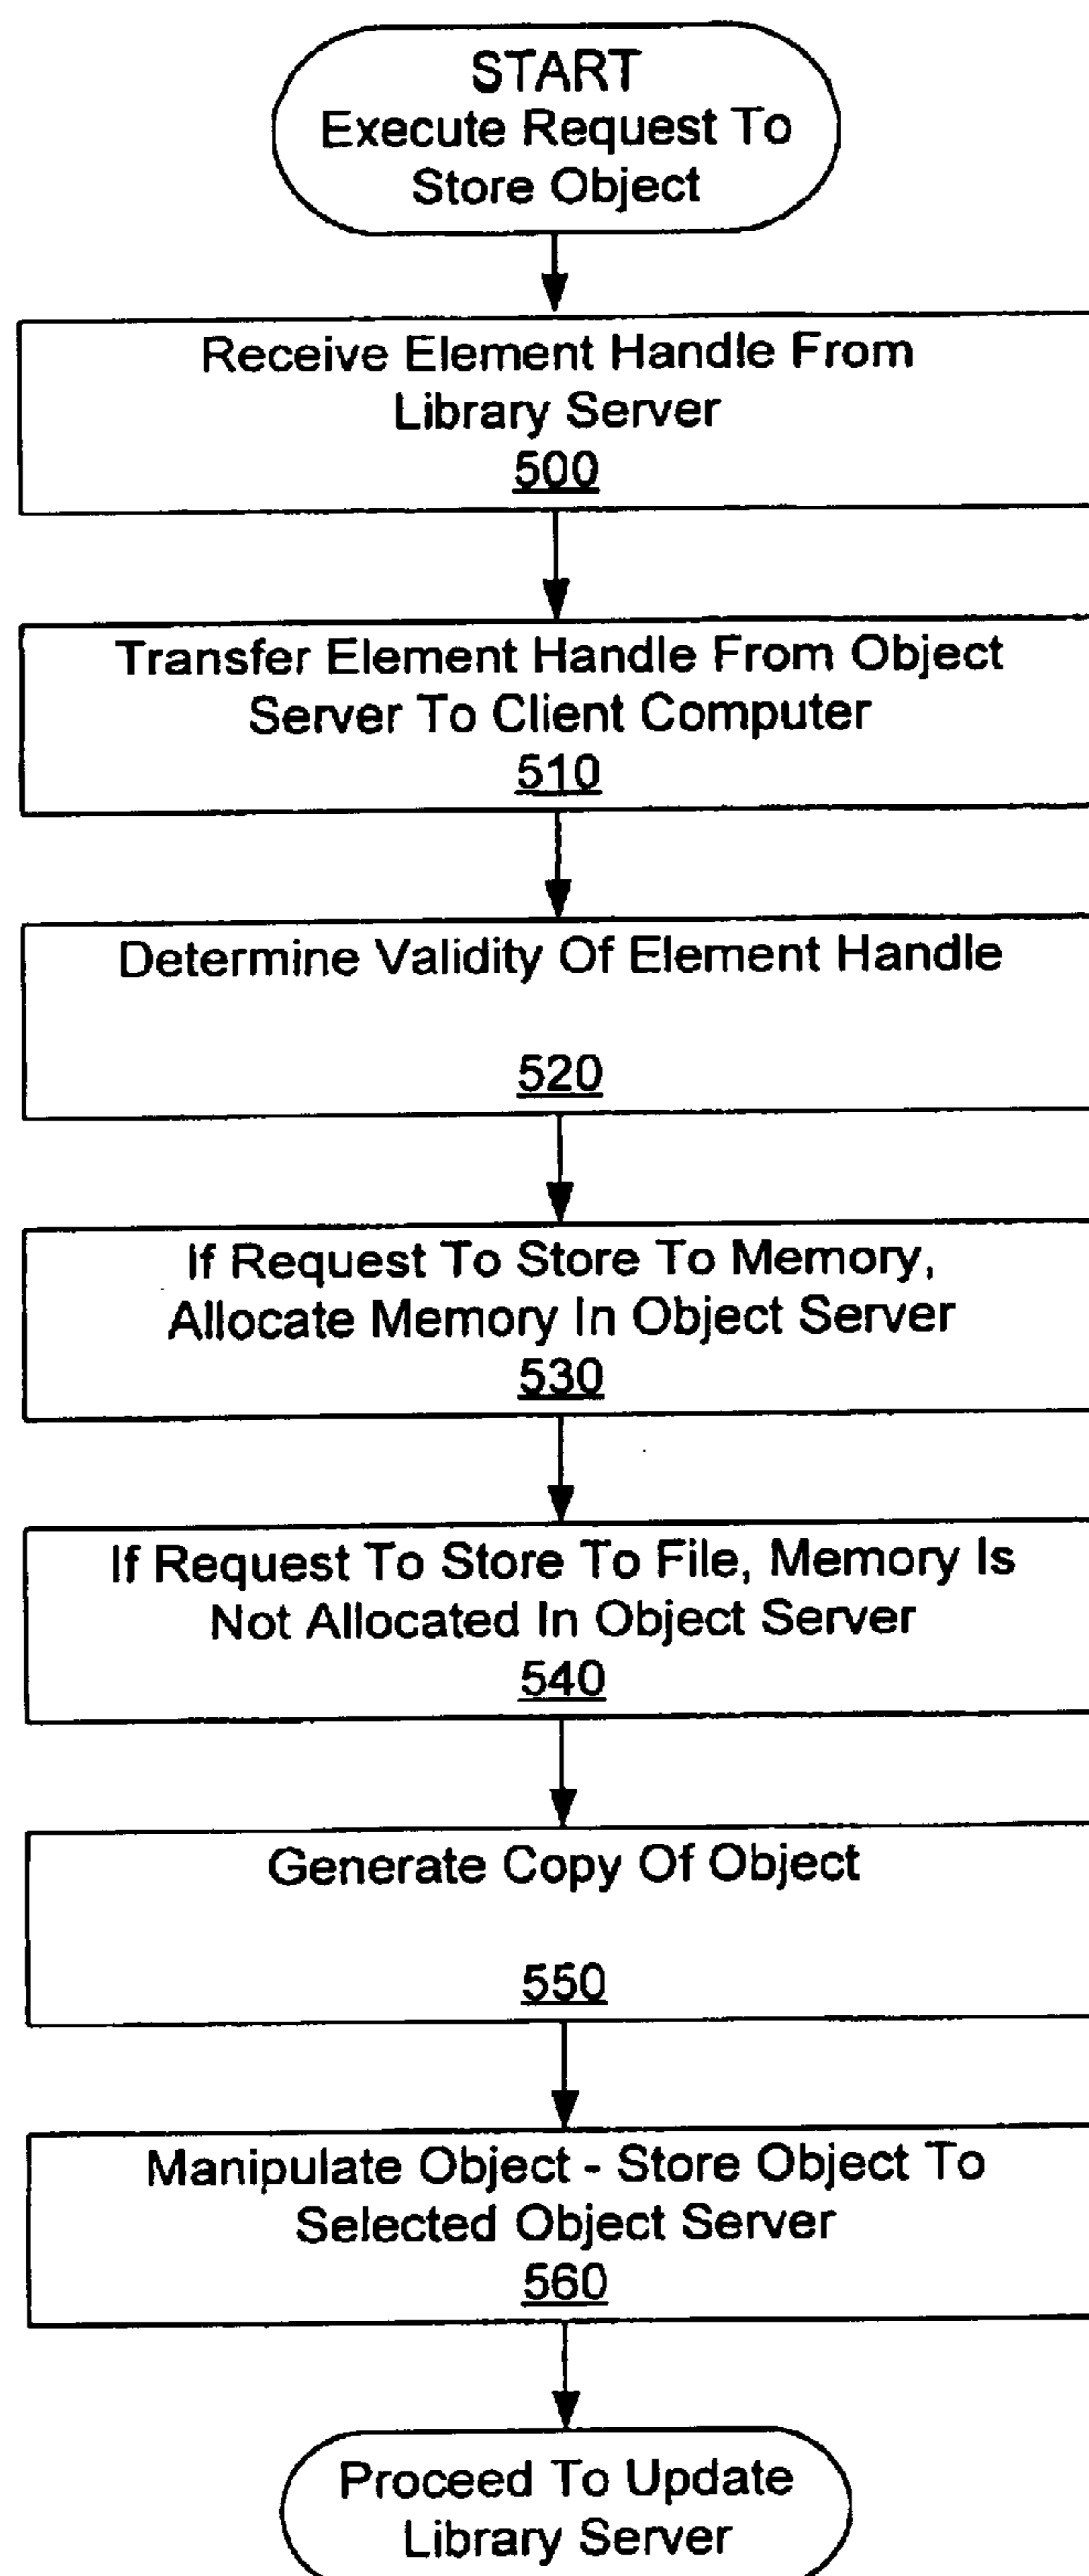 START
Execute Request To
Store Object
Receive Element Handle From
Library Server
500
Transfer Element Handle From Object
Server To Client Computer
510
Determine Validity Of Element Handle
520
If Request To Store To Memory,
Allocate Memory In Object Server
530
If Request To Store To File, Memory Is
Not Allocated In Object Server
540
Generate Copy Of Object
550
Manipulate Object - Store Object To
Selected Object Server
560
Proceed To Update
Library Server